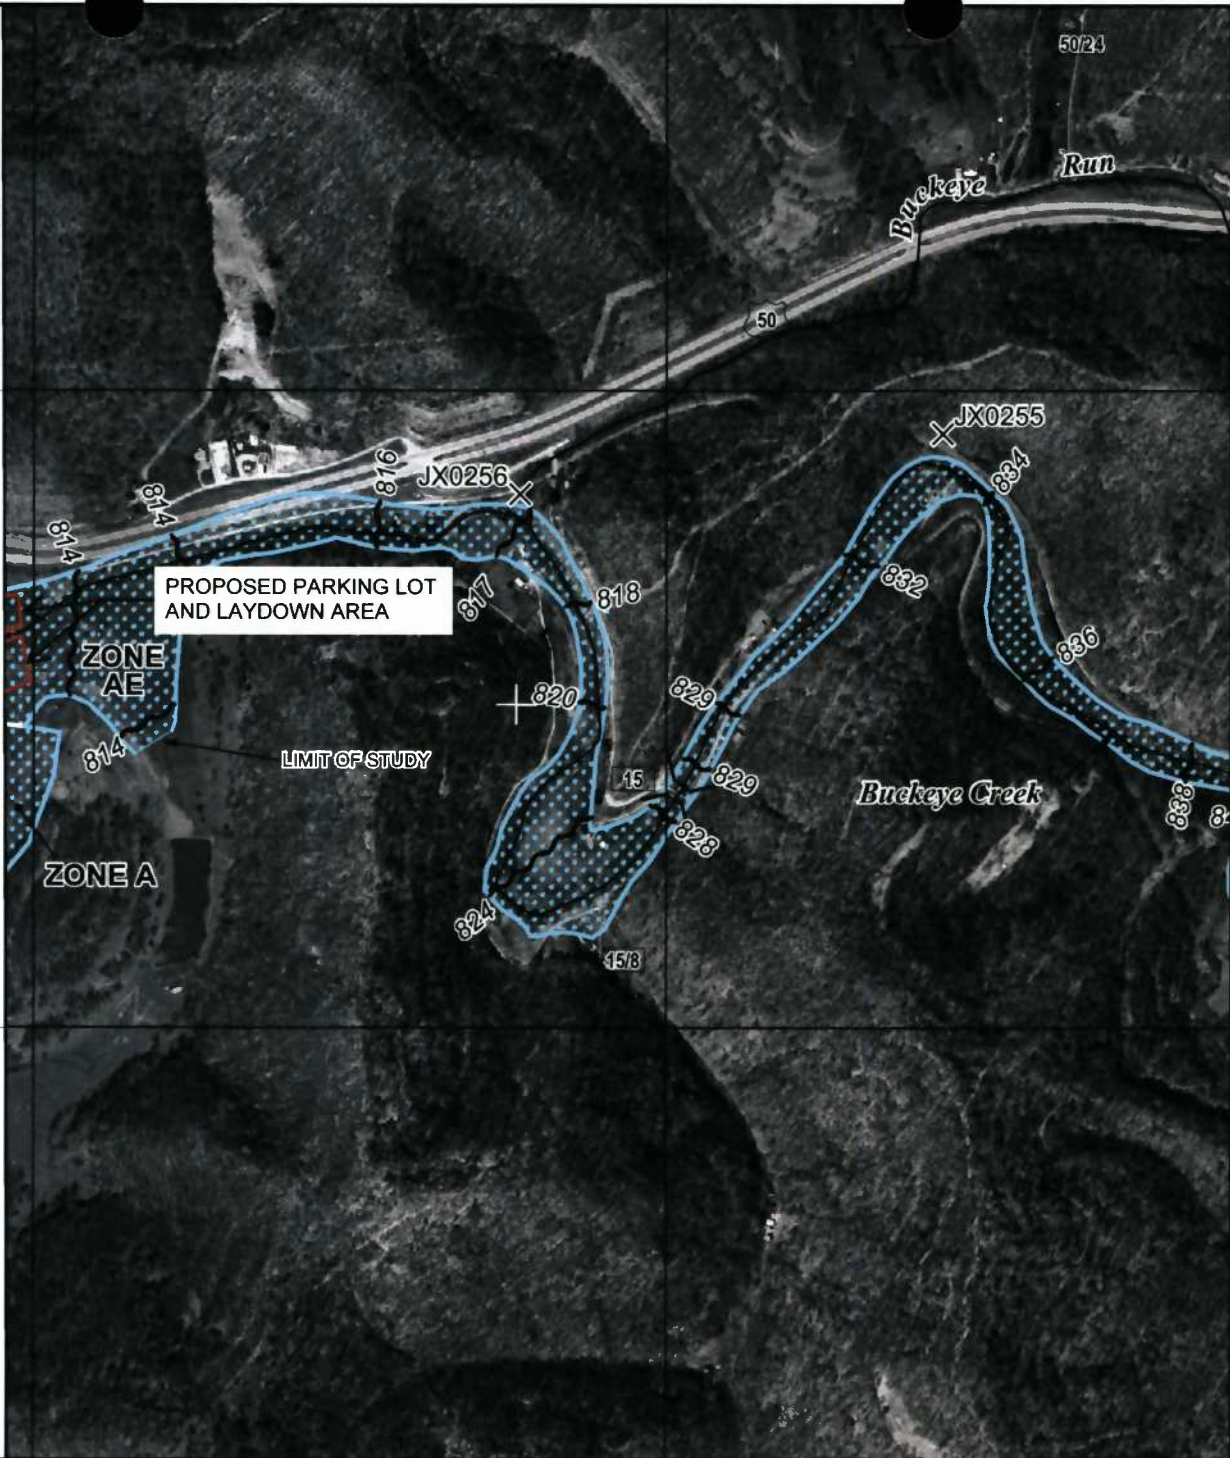 50/24
Buckeye Run
50
JX0255
816
JX0256
834
814
814
PROPOSED PARKING LOT
AND LAYDOWN AREA
832
817
818
ZONE
AE
836
829
820
814
LIMIT OF STUDY
15
829
Buckeye Creek
838
828
ZONE A
824
15/8